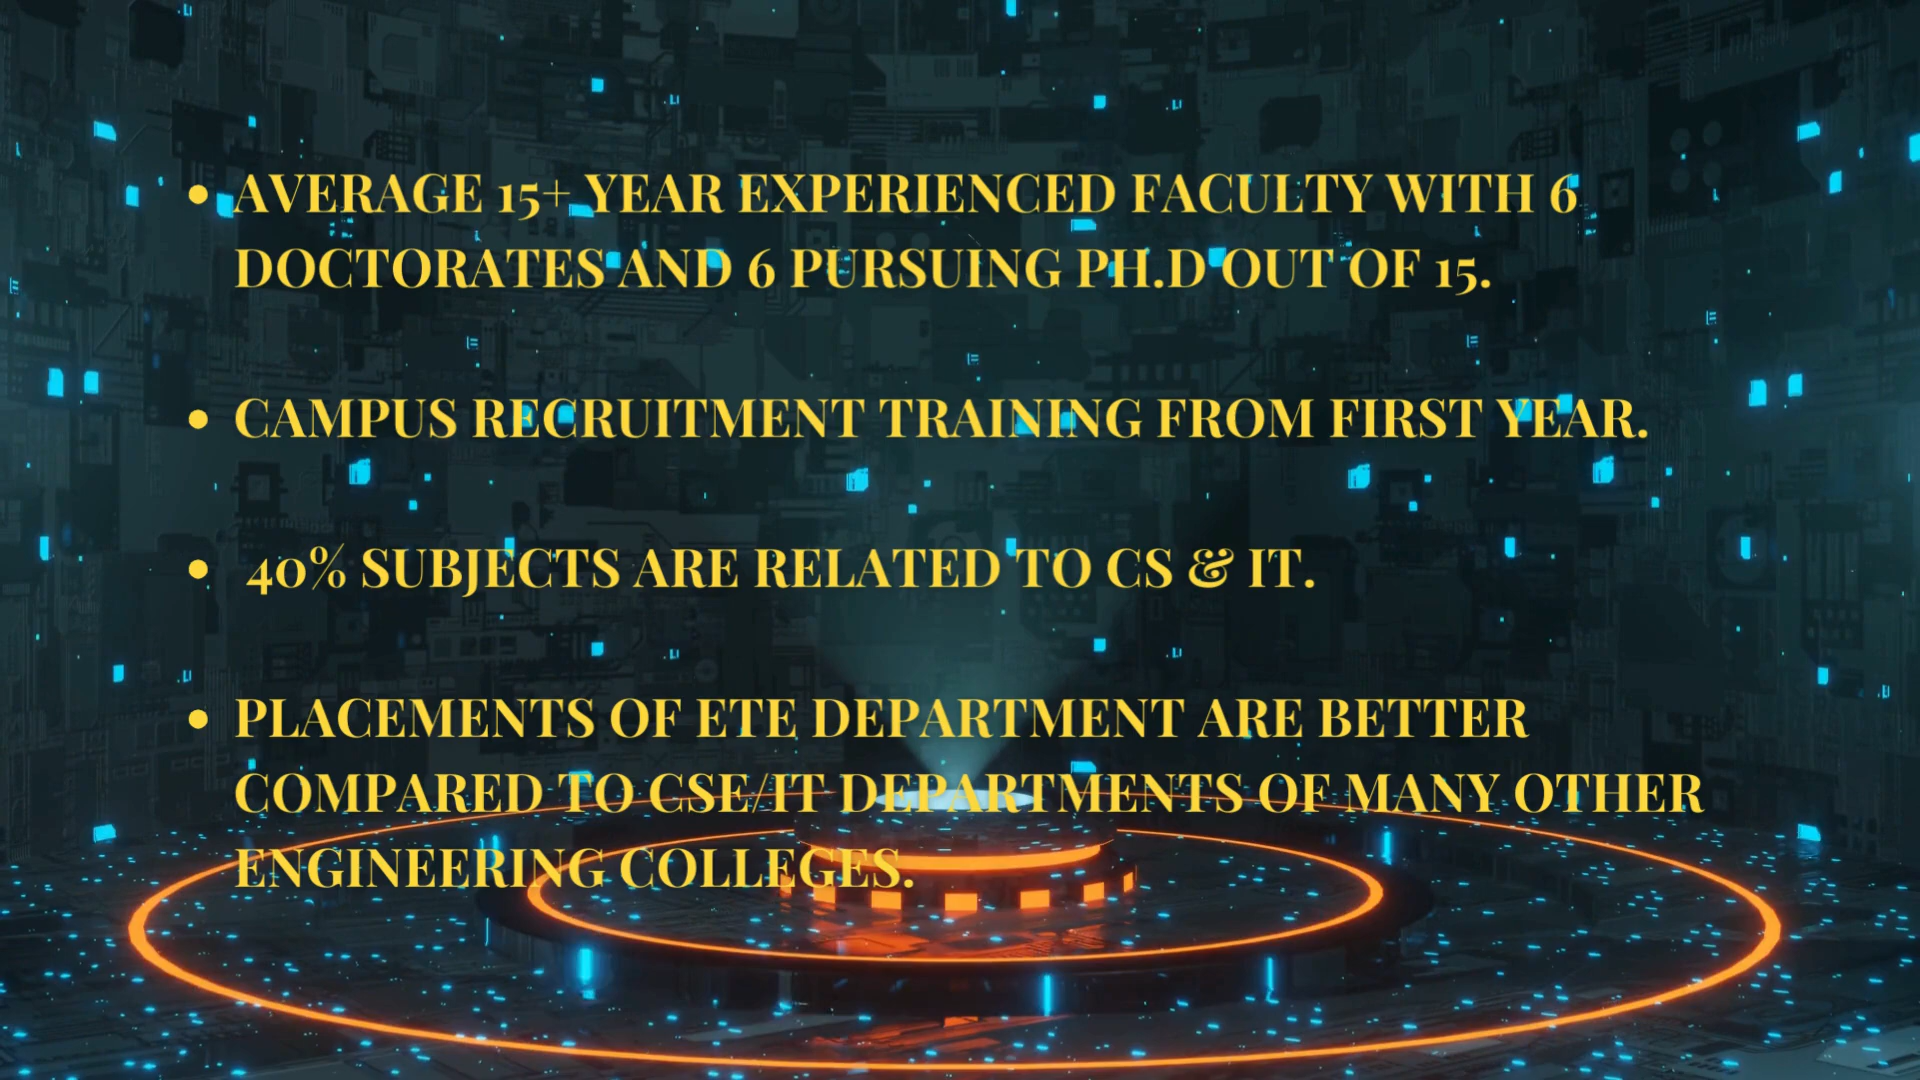 • AVERAGE 15+ YEAR EXPERIENCED FACULTY WITH 6
DOCTORATES AND 6 PURSUING PH.D OUT OF 15.
• CAMPUS RECRUITMENT TRAINING FROM FIRST YEAR.
• 40% SUBJECTS ARE RELATED TO CS & IT.
• PLACEMENTS OF ETE DEPARTMENT ARE BETTER
COMPARED TO CSE/IT DEPARTMENTS OF MANY OTHER
ENGINEERING COLLEGES.